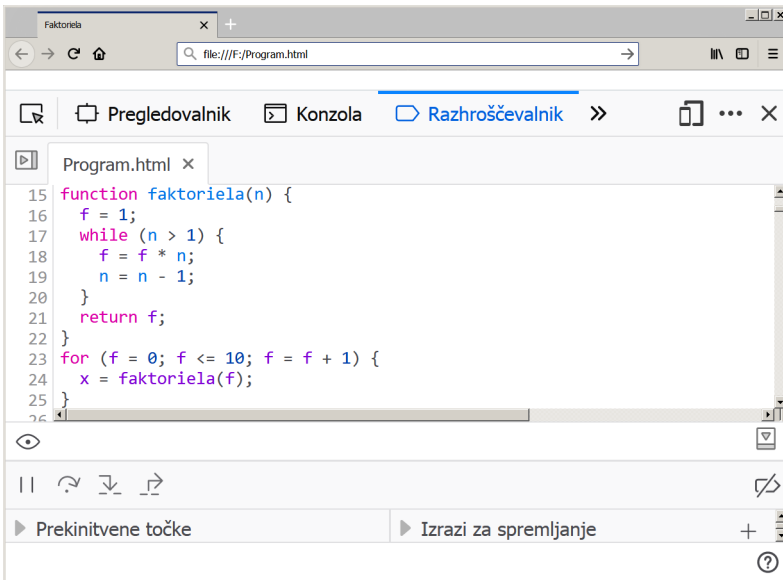 Faktoriela
file:///F:/Program.html
Pregledovalnik Konzola Razhroščevalnik
Program.html
15 function faktoriela(n) {
16 f = 1;
17 while (n > 1) {
18 f = f * n;
19 n = n - 1;
20 }
21 return f;
22 }
23 for (f = 0; f <= 10; f = f + 1) {
24 x = faktoriela(f);
25 }
26
Prekinitvene točke Izrazi za spremljanje